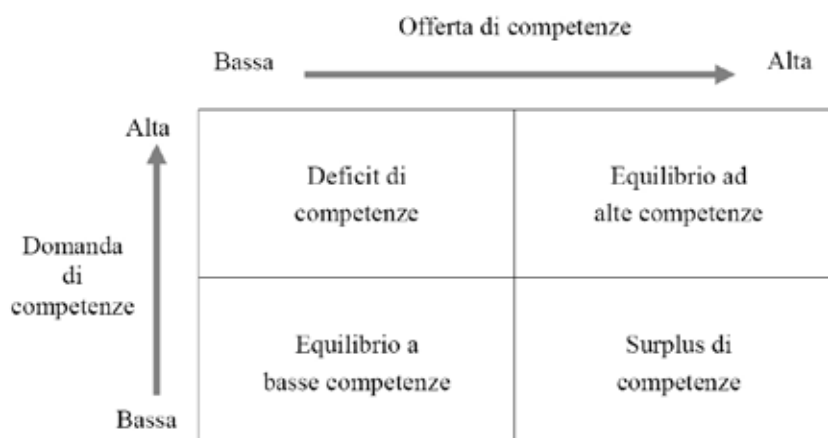 Offerta di competenze
Bassa
Alta
Alta
Domanda
di
competenze
Bassa
Deficit di
competenze
Equilibrio ad
alte competenze
Equilibrio a
basse competenze
Surplus di
competenze